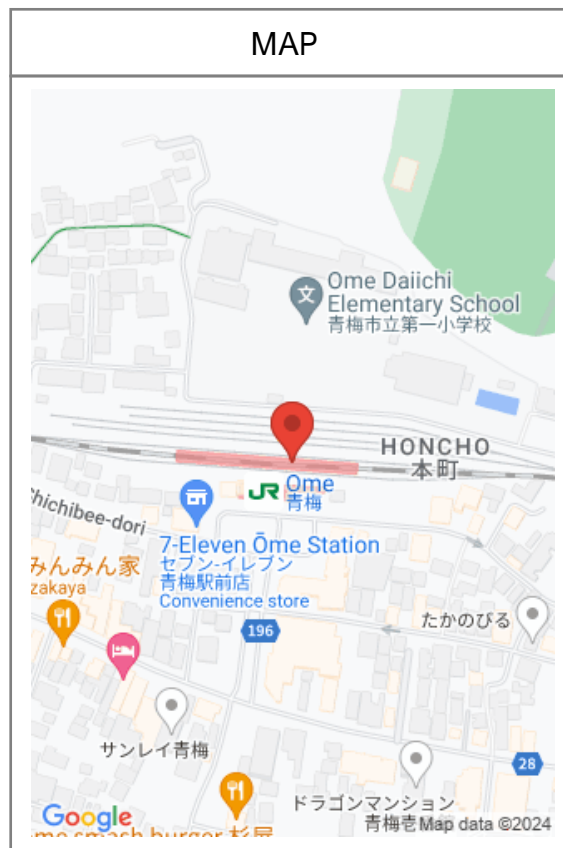 MAP
Ome Daiichi
Elementary School
青梅市立第一小学校
HONCHO
本町
JR
Ome
青梅
Chichibee-dori
7-Eleven Ōme Station
セブン-イレブン
青梅駅前店
Convenience store
みんみん家
zakaya
たかのびる
196
サンレイ青梅
28
ドラゴンマンション
青梅壱
Google
Map data ©2024
smash burger 杉屋